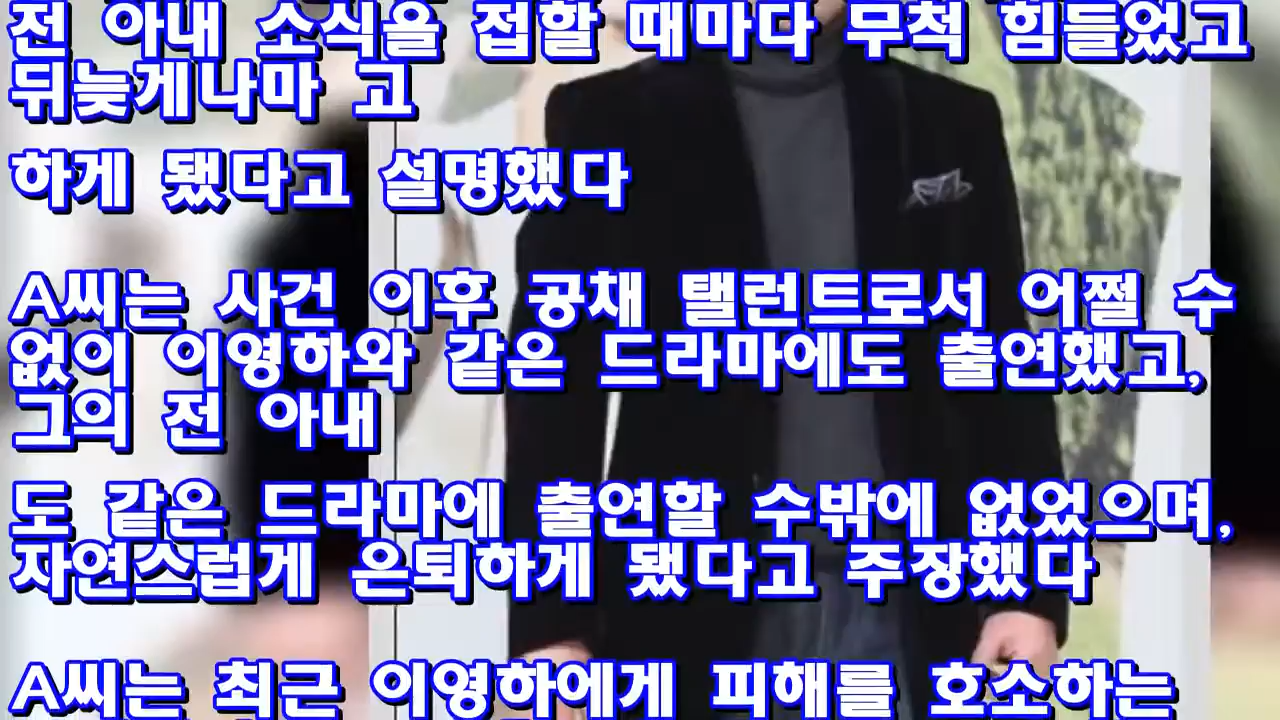 전 아내 소식을 접할 때마다 무척 힘들었고
뒤늦게나마 고
하게 됐다고 설명했다
A씨는 사건 이후 공채 탤런트로서 어쩔 수
없이 이영하와 같은 드라마에도 출연했고,
그의 전 아내
도 같은 드라마에 출연할 수밖에 없었으며,
자연스럽게 은퇴하게 됐다고 주장했다
A씨는 최근 이영하에게 피해를 호소하는